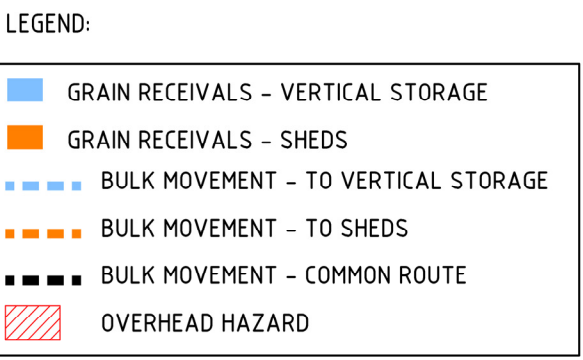 LEGEND:
GRAIN RECEIVALS - VERTICAL STORAGE
GRAIN RECEIVALS - SHEDS
BULK MOVEMENT - TO VERTICAL STORAGE
BULK MOVEMENT - TO SHEDS
BULK MOVEMENT - COMMON ROUTE
OVERHEAD HAZARD